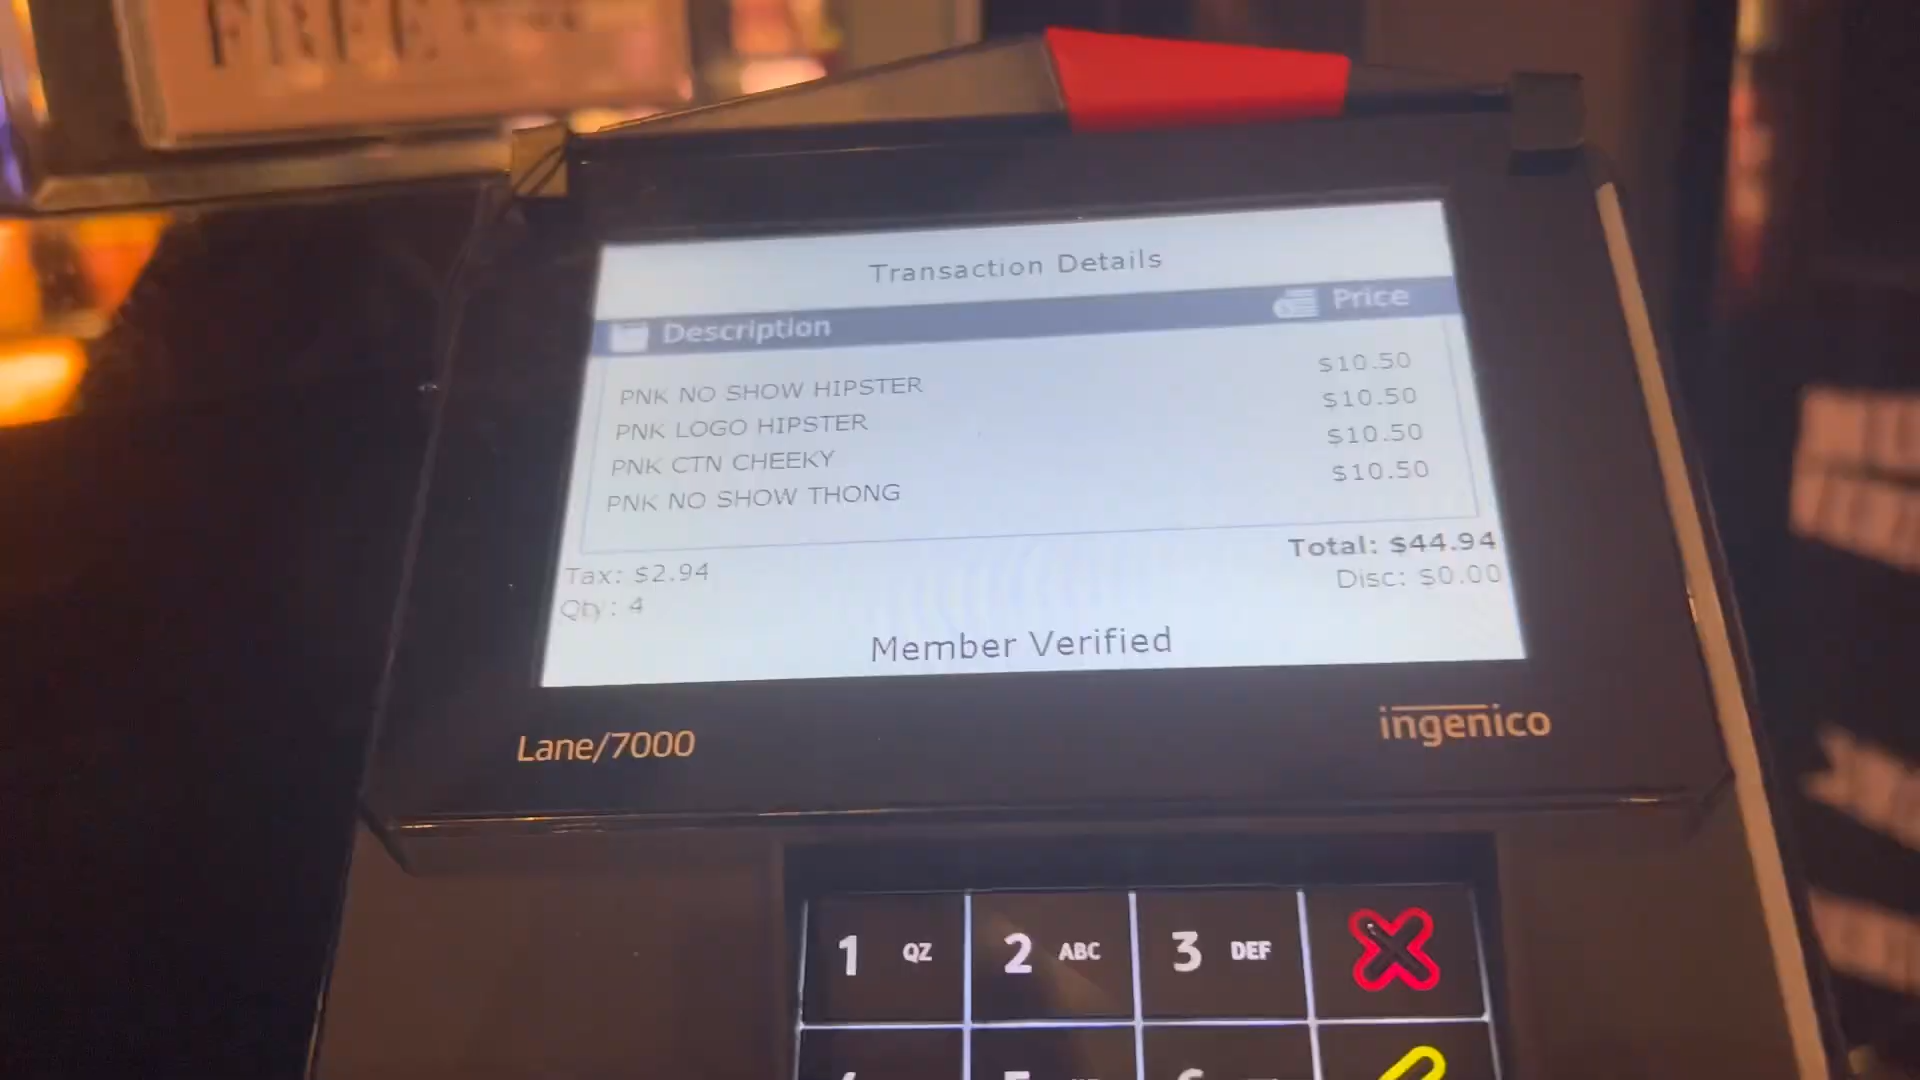 FREE
Transaction Details
Description Price
PNK NO SHOW HIPSTER $10.50
PNK LOGO HIPSTER $10.50
PNK CTN CHEEKY $10.50
PNK NO SHOW THONG $10.50
Total: $44.94
Tax: $2.94 Disc: $0.00
Qty: 4
Member Verified
Lane/7000 ingenico
1 QZ 2 ABC 3 DEF